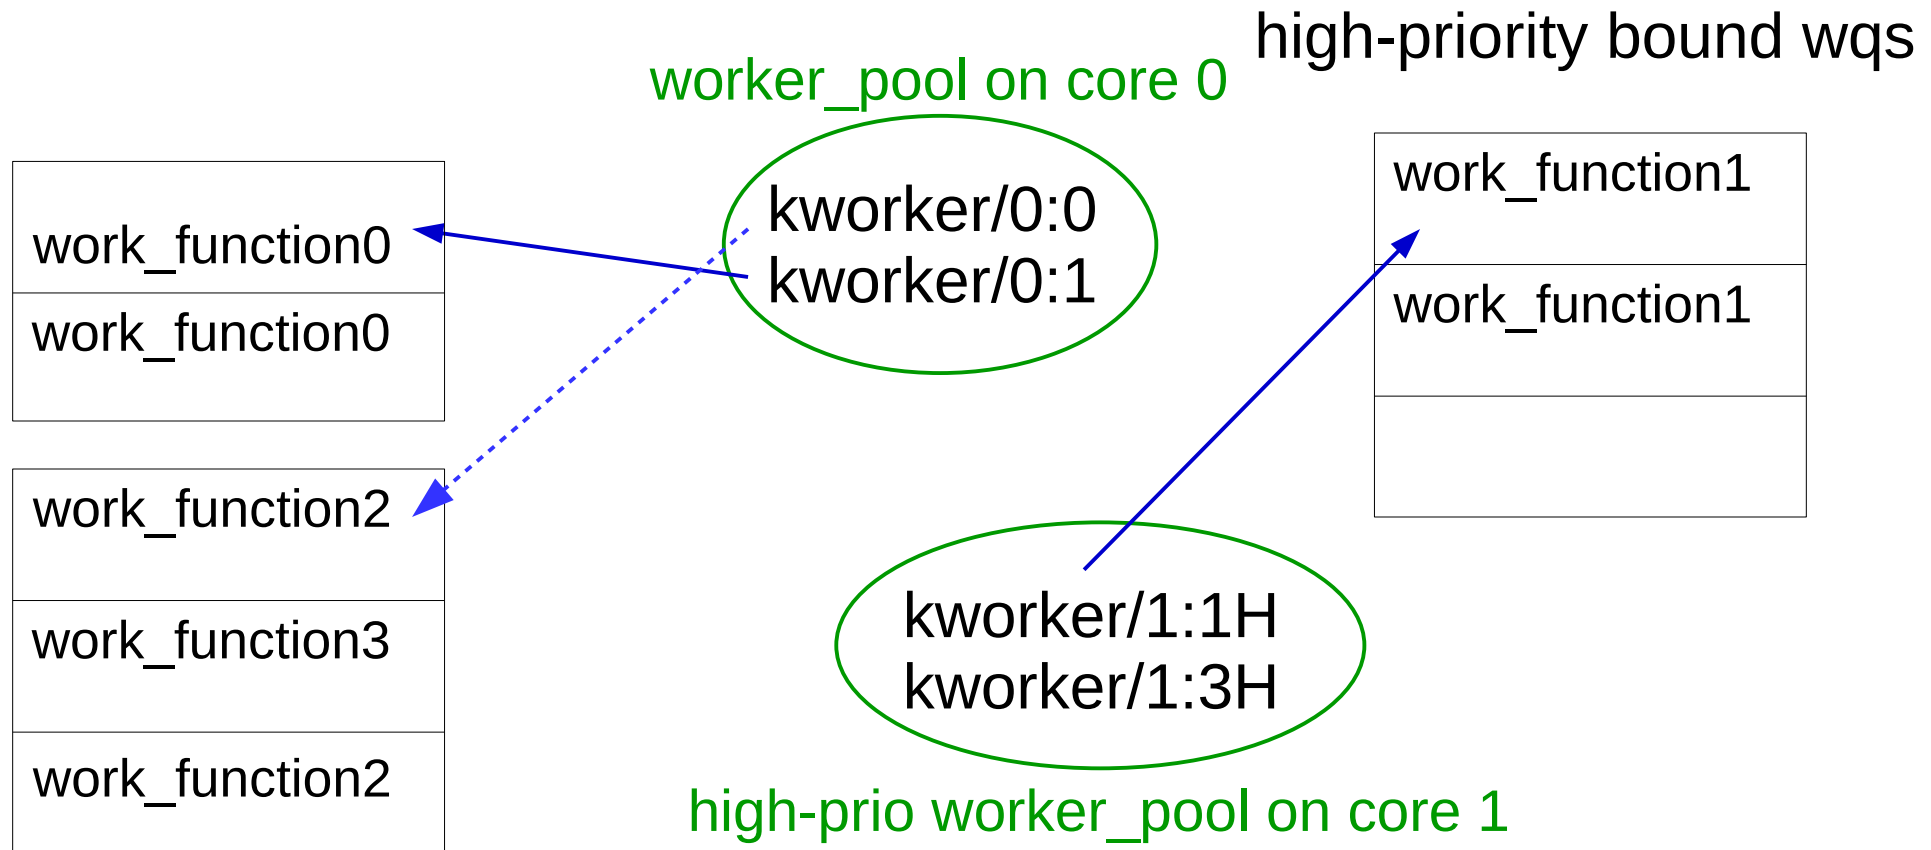 high-priority bound wqs
worker_pool on core 0
work_function0
work_function0
work_function2
work_function3
work_function2
kworker/0:0
kworker/0:1
work_function1
work_function1
kworker/1:1H
kworker/1:3H
high-prio worker_pool on core 1